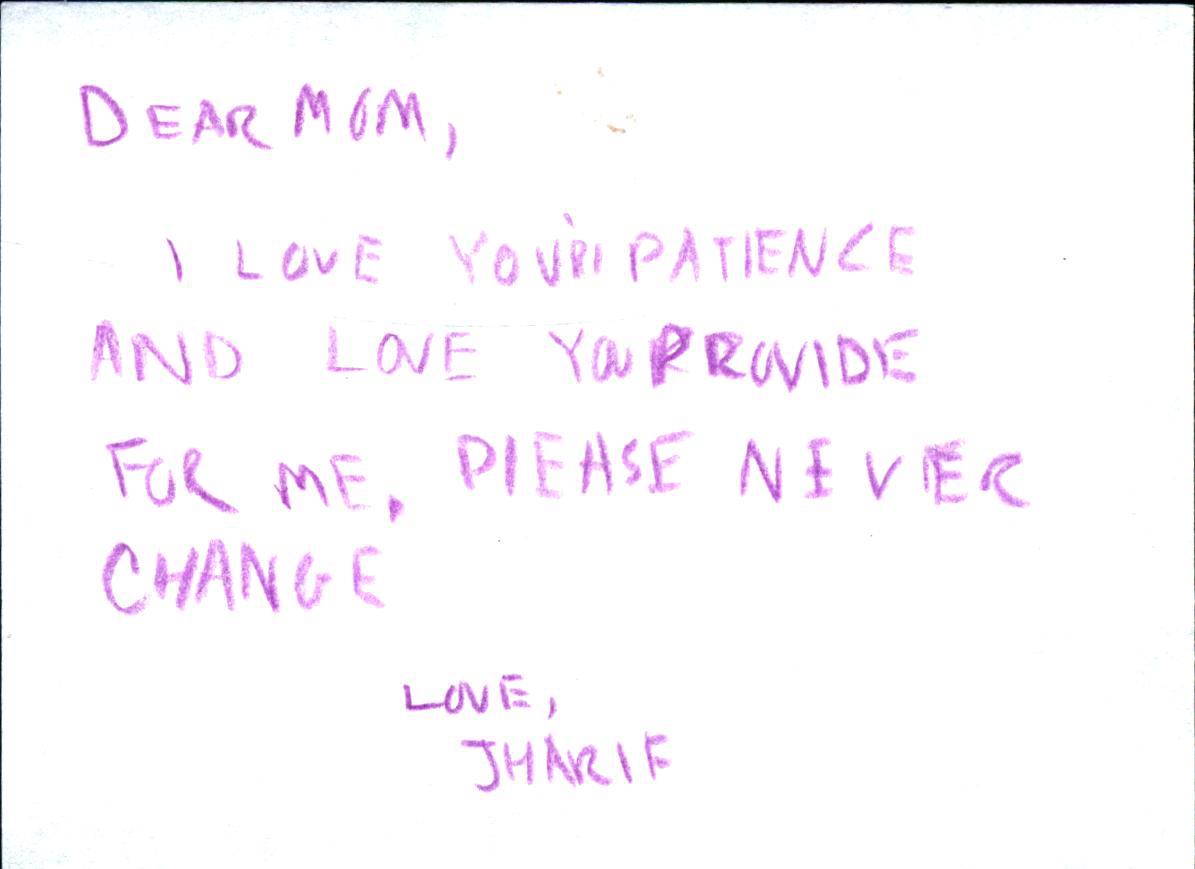 DEAR MOM,
I LOVE YOUR PATIENCE
AND LOVE YOU PROVIDE
FOR ME. PLEASE NEVER
CHANGE
LOVE,
JHARIF